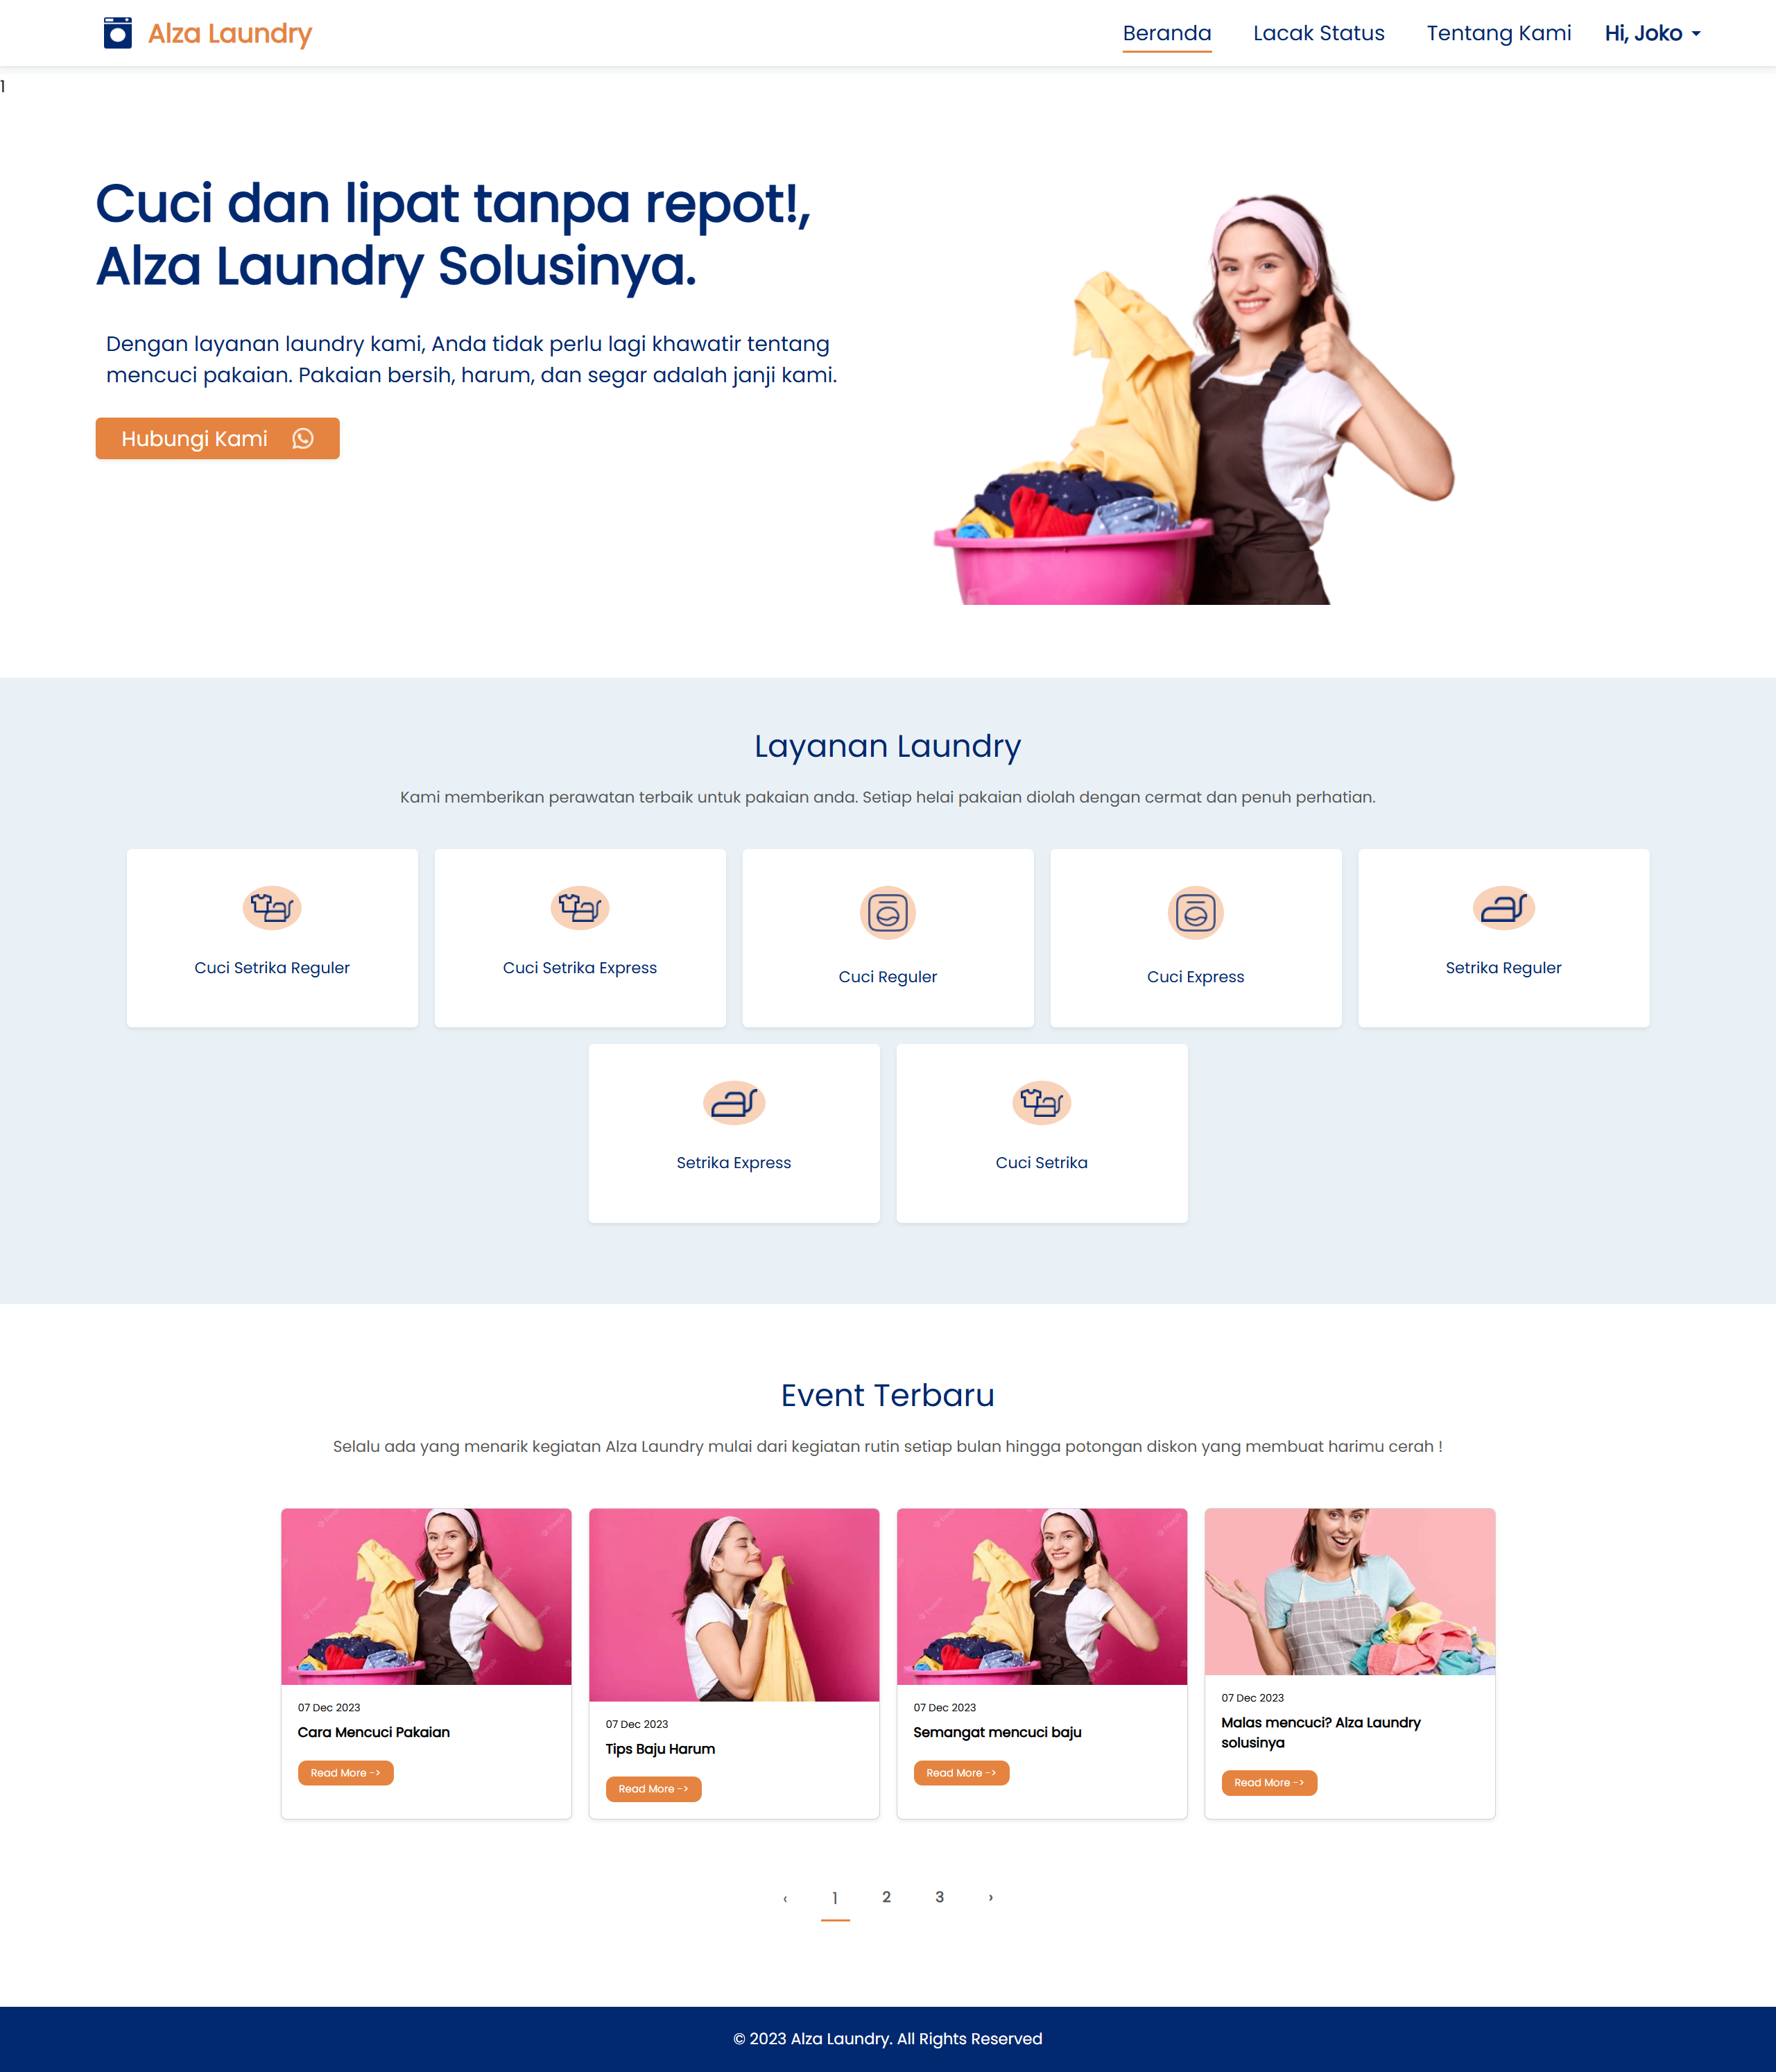 Alza Laundry
Beranda
Lacak Status
Tentang Kami
Hi, Joko
1
Cuci dan lipat tanpa repot!,
Alza Laundry Solusinya.
Dengan layanan laundry kami, Anda tidak perlu lagi khawatir tentang
mencuci pakaian. Pakaian bersih, harum, dan segar adalah janji kami.
Hubungi Kami
Layanan Laundry
Kami memberikan perawatan terbaik untuk pakaian anda. Setiap helai pakaian diolah dengan cermat dan penuh perhatian.
Cuci Setrika Reguler
Cuci Setrika Express
Cuci Reguler
Cuci Express
Setrika Reguler
Setrika Express
Cuci Setrika
Event Terbaru
Selalu ada yang menarik kegiatan Alza Laundry mulai dari kegiatan rutin setiap bulan hingga potongan diskon yang membuat harimu cerah !
07 Dec 2023
Cara Mencuci Pakaian
Read More ->
07 Dec 2023
Tips Baju Harum
Read More ->
07 Dec 2023
Semangat mencuci baju
Read More ->
07 Dec 2023
Malas mencuci? Alza Laundry
solusinya
Read More ->
‹ 1 2 3 ›
© 2023 Alza Laundry. All Rights Reserved